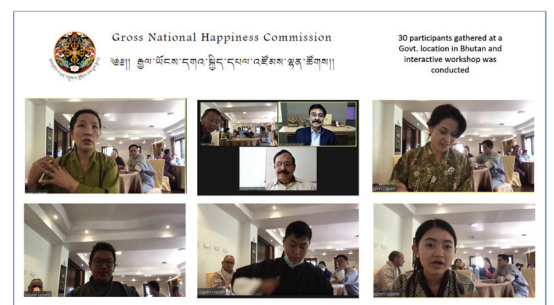 Gross National Happiness Commission
༄༅།། རྒྱལ་ཡོངས་དགའ་སྐྱིད་དཔལ་འཛོམས་ལྷན་ཚོགས།།
30 participants gathered at a
Govt. location in Bhutan and
interactive workshop was
conducted